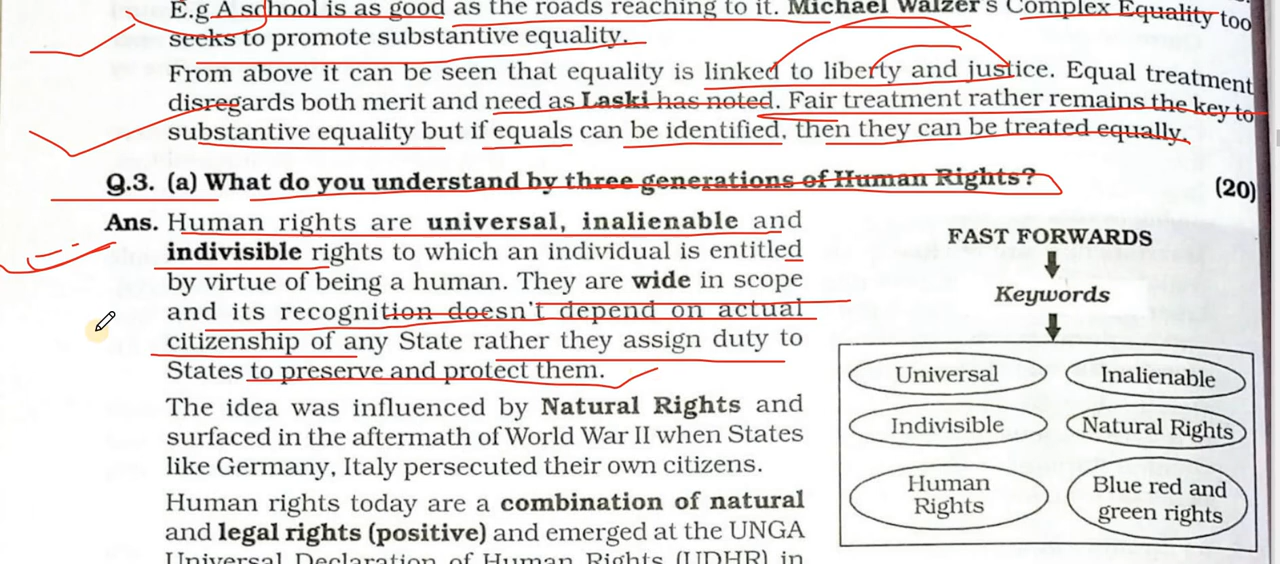 E.g A school is as good as the roads reaching to it. Michael Walzer's Complex Equality too
seeks to promote substantive equality.
From above it can be seen that equality is linked to liberty and justice. Equal treatment
disregards both merit and need as Laski has noted. Fair treatment rather remains the key to
substantive equality but if equals can be identified, then they can be treated equally.
Q.3. (a) What do you understand by three generations of Human Rights? (20)
Ans. Human rights are universal, inalienable and
indivisible rights to which an individual is entitled
by virtue of being a human. They are wide in scope
and its recognition doesn't depend on actual
citizenship of any State rather they assign duty to
States to preserve and protect them.
The idea was influenced by Natural Rights and
surfaced in the aftermath of World War II when States
like Germany, Italy persecuted their own citizens.
Human rights today are a combination of natural
and legal rights (positive) and emerged at the UNGA
Universal Declaration of Human Rights (UDHR) in
FAST FORWARDS
Keywords
Universal
Inalienable
Indivisible
Natural Rights
Human
Rights
Blue red and
green rights